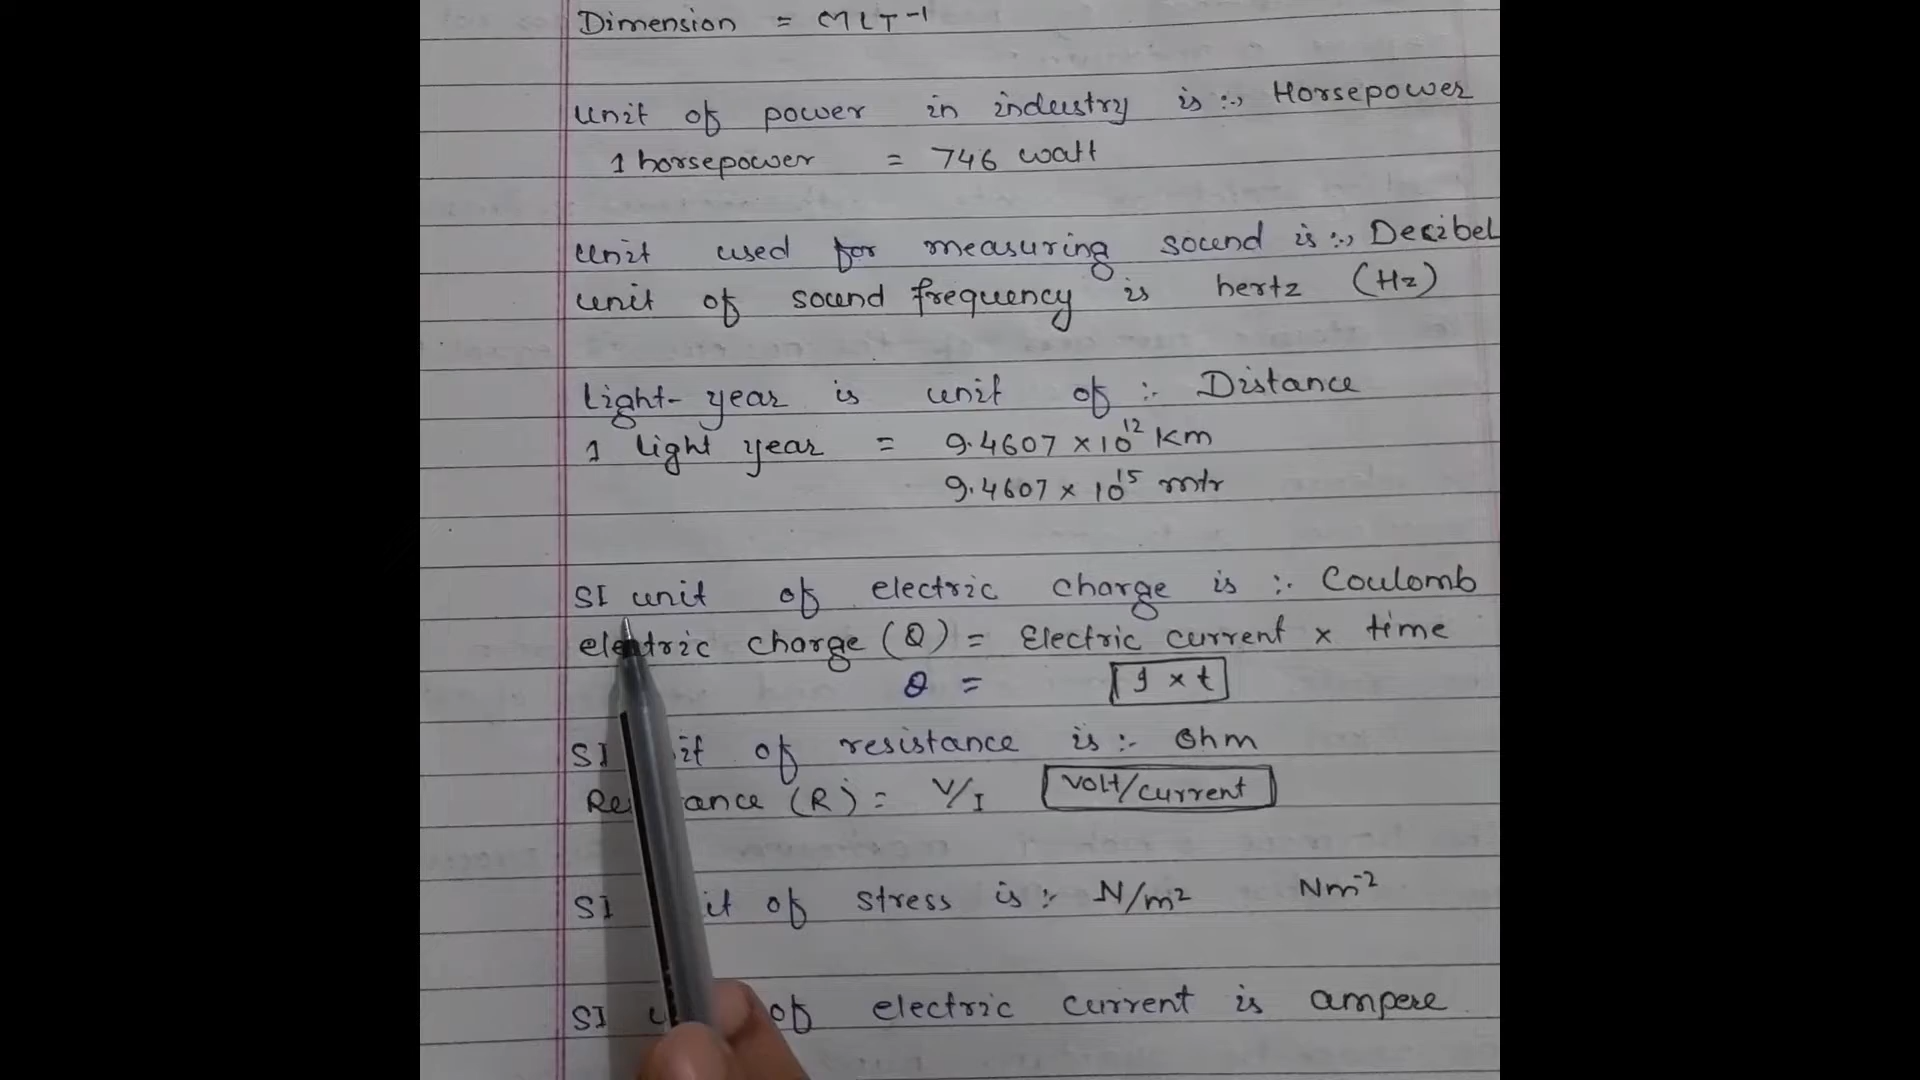 Dimension = MLT⁻¹
Unit of power in industry is :., Horsepower
1 horsepower = 746 watt
Unit used for measuring sound is :., Decibel
unit of sound frequency is hertz (Hz)
Light-year is unit of :- Distance
1 light year = 9.4607 × 10¹² Km
9.4607 × 10¹⁵ mtr
SI unit of electric charge is :- Coulomb
electric charge (Q) = Electric current × time
Q = I × t
SI of resistance is :- Ohm
(R) = V/I volt/current
SI of stress is :- N/m² Nm⁻²
SI of electric current is ampere